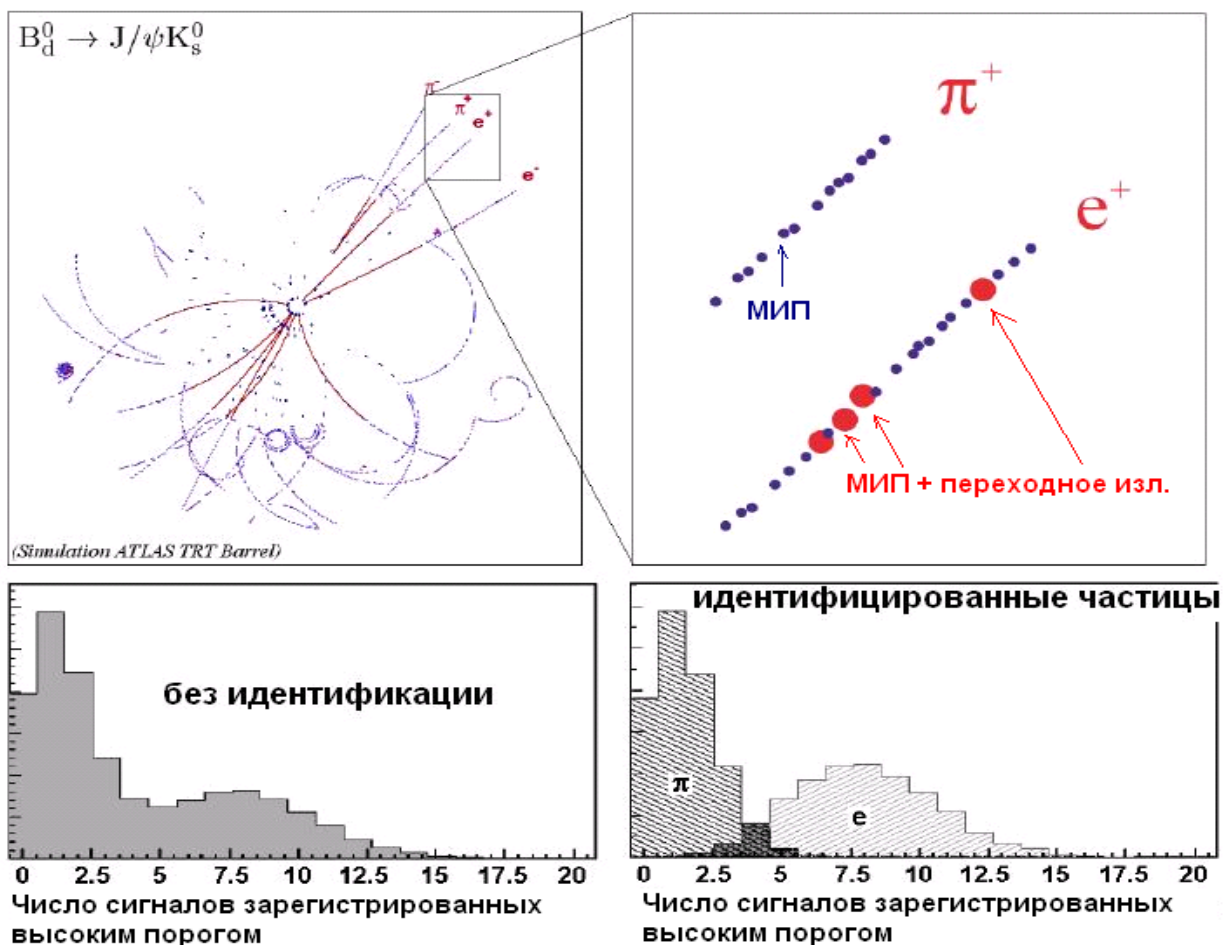 B⁰_d → J/ψK⁰_s
π⁻
π⁺
e⁺
e⁻
(Simulation ATLAS TRT Barrel)
π⁺
e⁺
МИП
МИП + переходное изл.
без идентификации
0 2.5 5 7.5 10 12.5 15 17.5 20
Число сигналов зарегистрированных
высоким порогом
идентифицированные частицы
π
e
0 2.5 5 7.5 10 12.5 15 17.5 20
Число сигналов зарегистрированных
высоким порогом